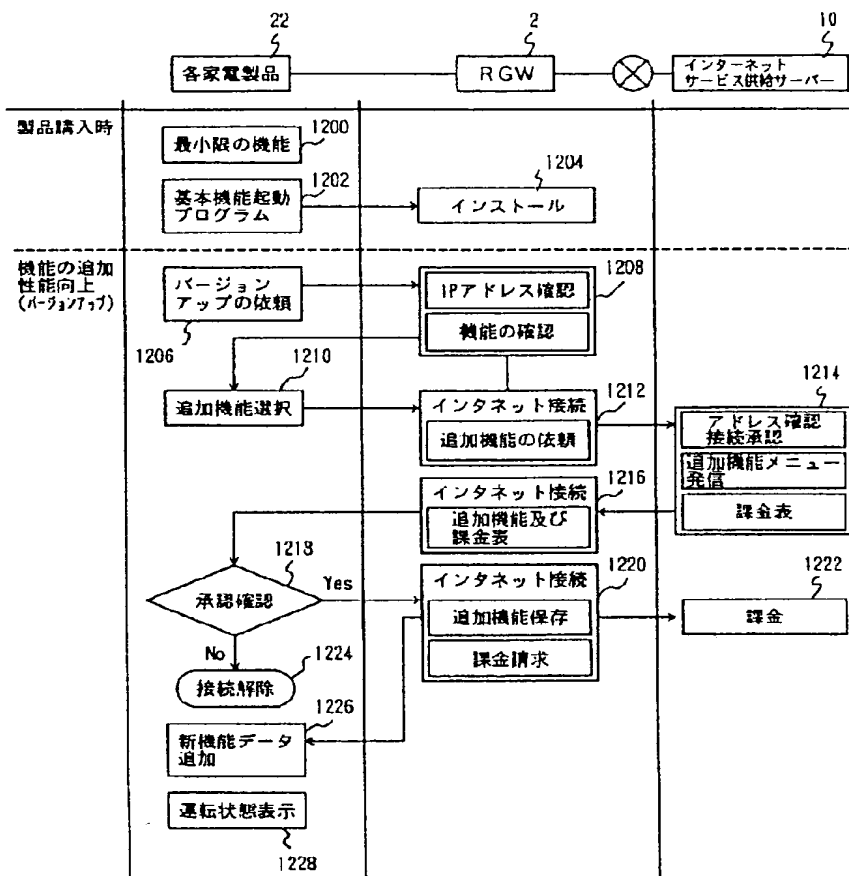 22
2
10
各家電製品
RGW
インターネット
サービス供給サーバー
製品購入時
1200
最小限の機能
1202
1204
基本機能起動
プログラム
インストール
機能の追加
性能向上
(バージョンアップ)
バージョン
アップの依頼
1206
1208
IPアドレス確認
機能の確認
1210
追加機能選択
1212
インタネット接続
追加機能の依頼
1214
アドレス確認
接続承認
追加機能メニュー
発信
課金表
1216
インタネット接続
追加機能及び
課金表
1218
承認確認
Yes
No
1220
インタネット接続
追加機能保存
課金請求
1222
課金
1224
接続解除
1226
新機能データ
追加
運転状態表示
1228